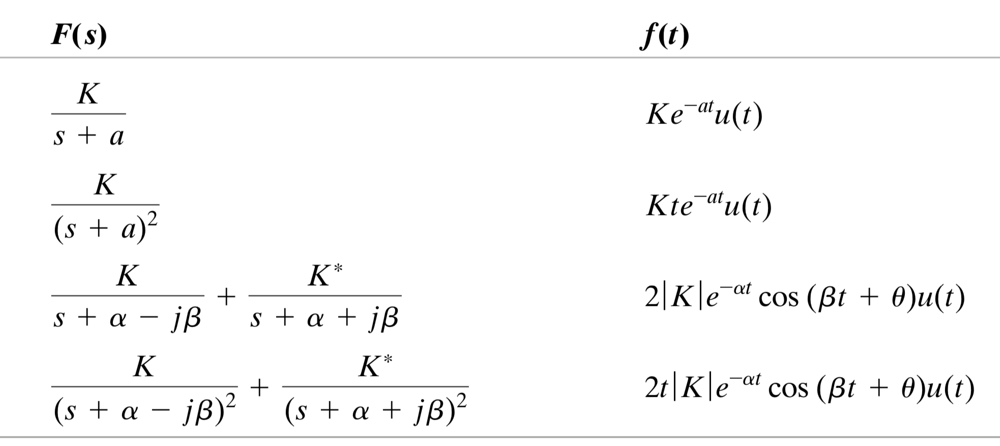 F(s) f(t)
K/(s + a) Ke^{−at}u(t)
K/(s + a)² Kte^{−at}u(t)
K/(s + α − jβ) + K*/(s + α + jβ) 2|K|e^{−αt} cos (βt + θ)u(t)
K/(s + α − jβ)² + K*/(s + α + jβ)² 2t|K|e^{−αt} cos (βt + θ)u(t)